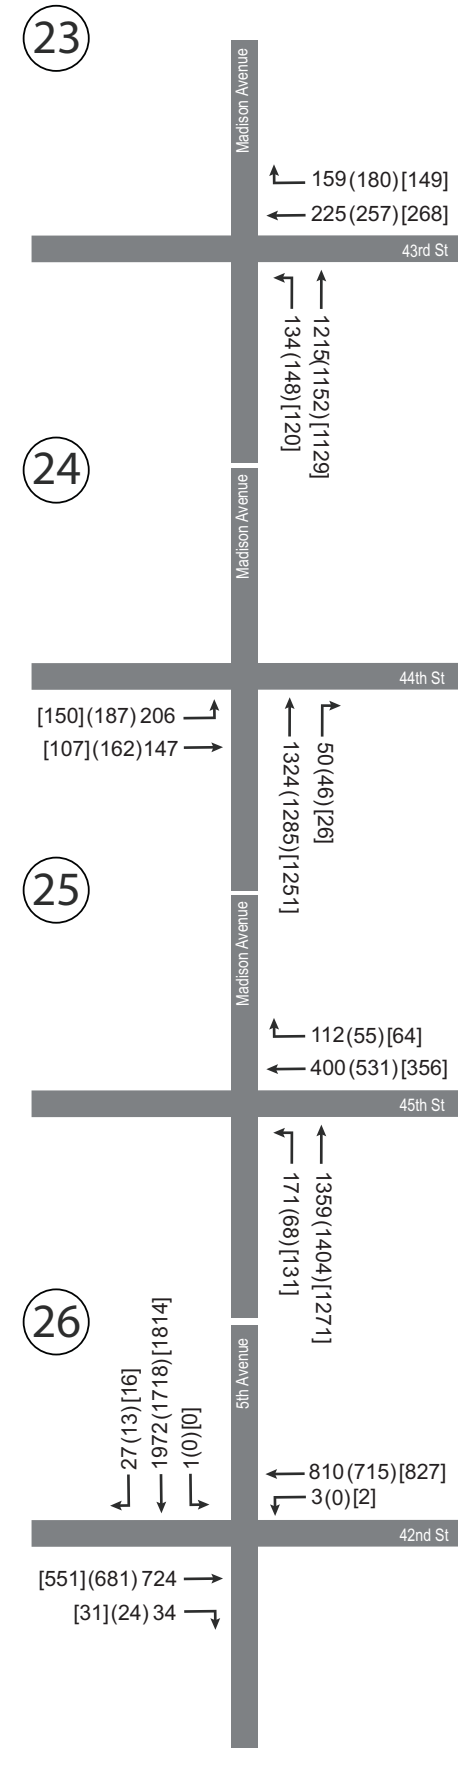 23
Madison Avenue
159(180)[149]
225(257)[268]
43rd St
134(148)[120]
1215(1152)[1129]
24
Madison Avenue
44th St
[150](187)206
[107](162)147
1324(1285)[1251]
50(46)[26]
25
Madison Avenue
112(55)[64]
400(531)[356]
45th St
171(68)[131]
1359(1404)[1271]
26
27(13)[16]
1972(1718)[1814]
1(0)[0]
5th Avenue
810(715)[827]
3(0)[2]
42nd St
[551](681)724
[31](24)34